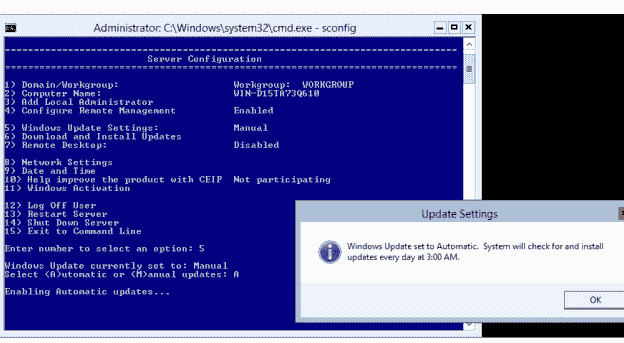 Administrator: C:\Windows\system32\cmd.exe - sconfig
Server Configuration
1) Domain/Workgroup: Workgroup: WORKGROUP
2) Computer Name: WIN-D15TA73Q610
3) Add Local Administrator
4) Configure Remote Management Enabled
5) Windows Update Settings: Manual
6) Download and Install Updates
7) Remote Desktop: Disabled
8) Network Settings
9) Date and Time
10) Help improve the product with CEIP Not participating
11) Windows Activation
12) Log Off User
13) Restart Server
14) Shut Down Server
15) Exit to Command Line
Enter number to select an option: 5
Windows Update currently set to: Manual
Select (A)utomatic or (M)anual updates: A
Enabling Automatic updates...
Update Settings
Windows Update set to Automatic. System will check for and install
updates every day at 3:00 AM.
OK